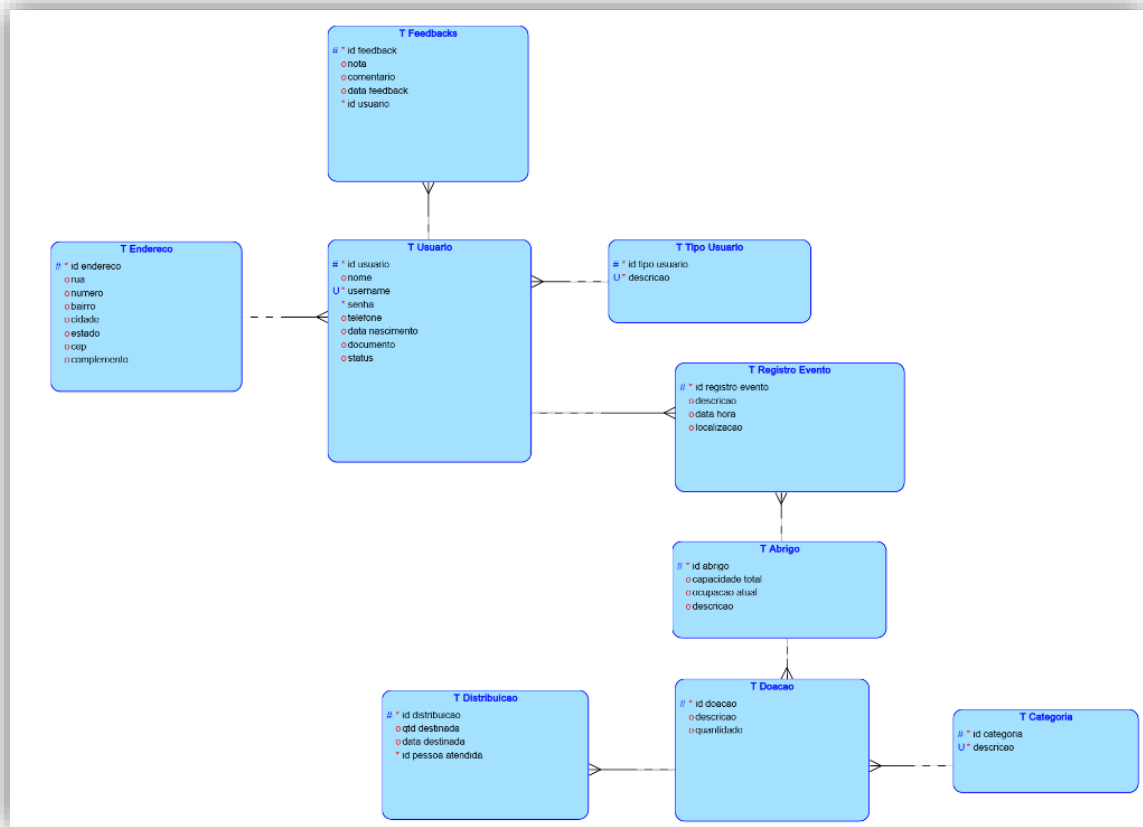 T Feedbacks
# * id feedback
o nota
o comentario
o data feedback
* id usuario
T Endereco
# * id endereco
o rua
o numero
o bairro
o cidade
o estado
o cep
o complemento
T Usuario
# * id usuario
o nome
U * username
* senha
o telefone
o data nascimento
o documento
o status
T Tipo Usuario
# * id tipo usuario
U * descricao
T Registro Evento
# * id registro evento
o descricao
o data hora
o localizacao
T Abrigo
# * id abrigo
o capacidade total
o ocupacao atual
o descricao
T Distribuicao
# * id distribuicao
o qtd destinada
o data destinada
* id pessoa atendida
T Doacao
# * id doacao
o descricao
o quantidade
T Categoria
# * id categoria
U * descricao